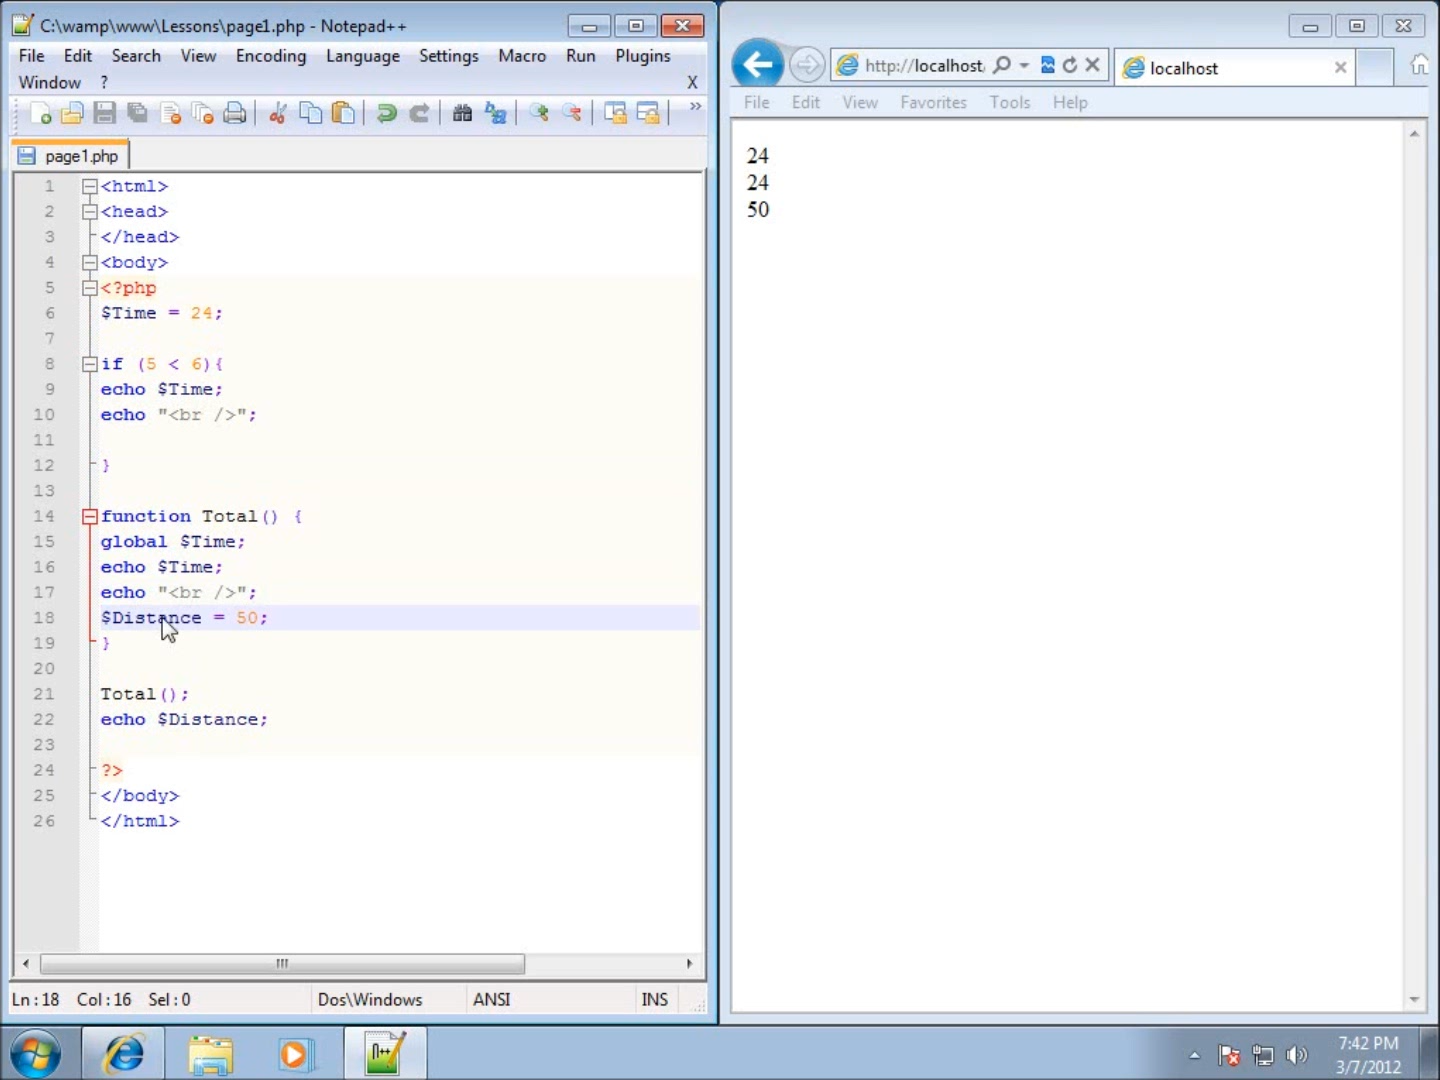 C:\wamp\www\Lessons\page1.php - Notepad++
File Edit Search View Encoding Language Settings Macro Run Plugins
Window ? X
page1.php
1 <html>
2 <head>
3 </head>
4 <body>
5 <?php
6 $Time = 24;
7
8 if (5 < 6){
9 echo $Time;
10 echo "<br />";
11
12 }
13
14 function Total() {
15 global $Time;
16 echo $Time;
17 echo "<br />";
18 $Distance = 50;
19 }
20
21 Total();
22 echo $Distance;
23
24 ?>
25 </body>
26 </html>
Ln:18 Col:16 Sel:0 Dos\Windows ANSI INS
http://localhost
localhost
File Edit View Favorites Tools Help
24
24
50
7:42 PM
3/7/2012